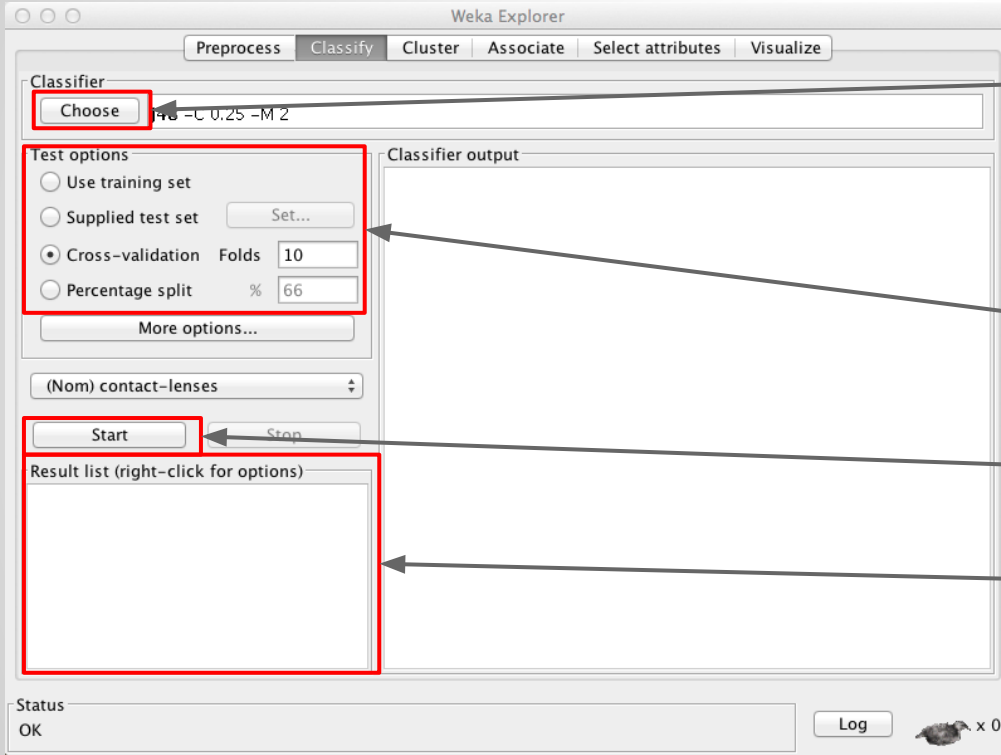 Weka Explorer
Preprocess Classify Cluster Associate Select attributes Visualize
Classifier
Choose J48 -C 0.25 -M 2
Test options
Use training set
Supplied test set Set...
Cross-validation Folds 10
Percentage split % 66
More options...
(Nom) contact-lenses
Start Stop
Result list (right-click for options)
Classifier output
Status
OK
Log x 0